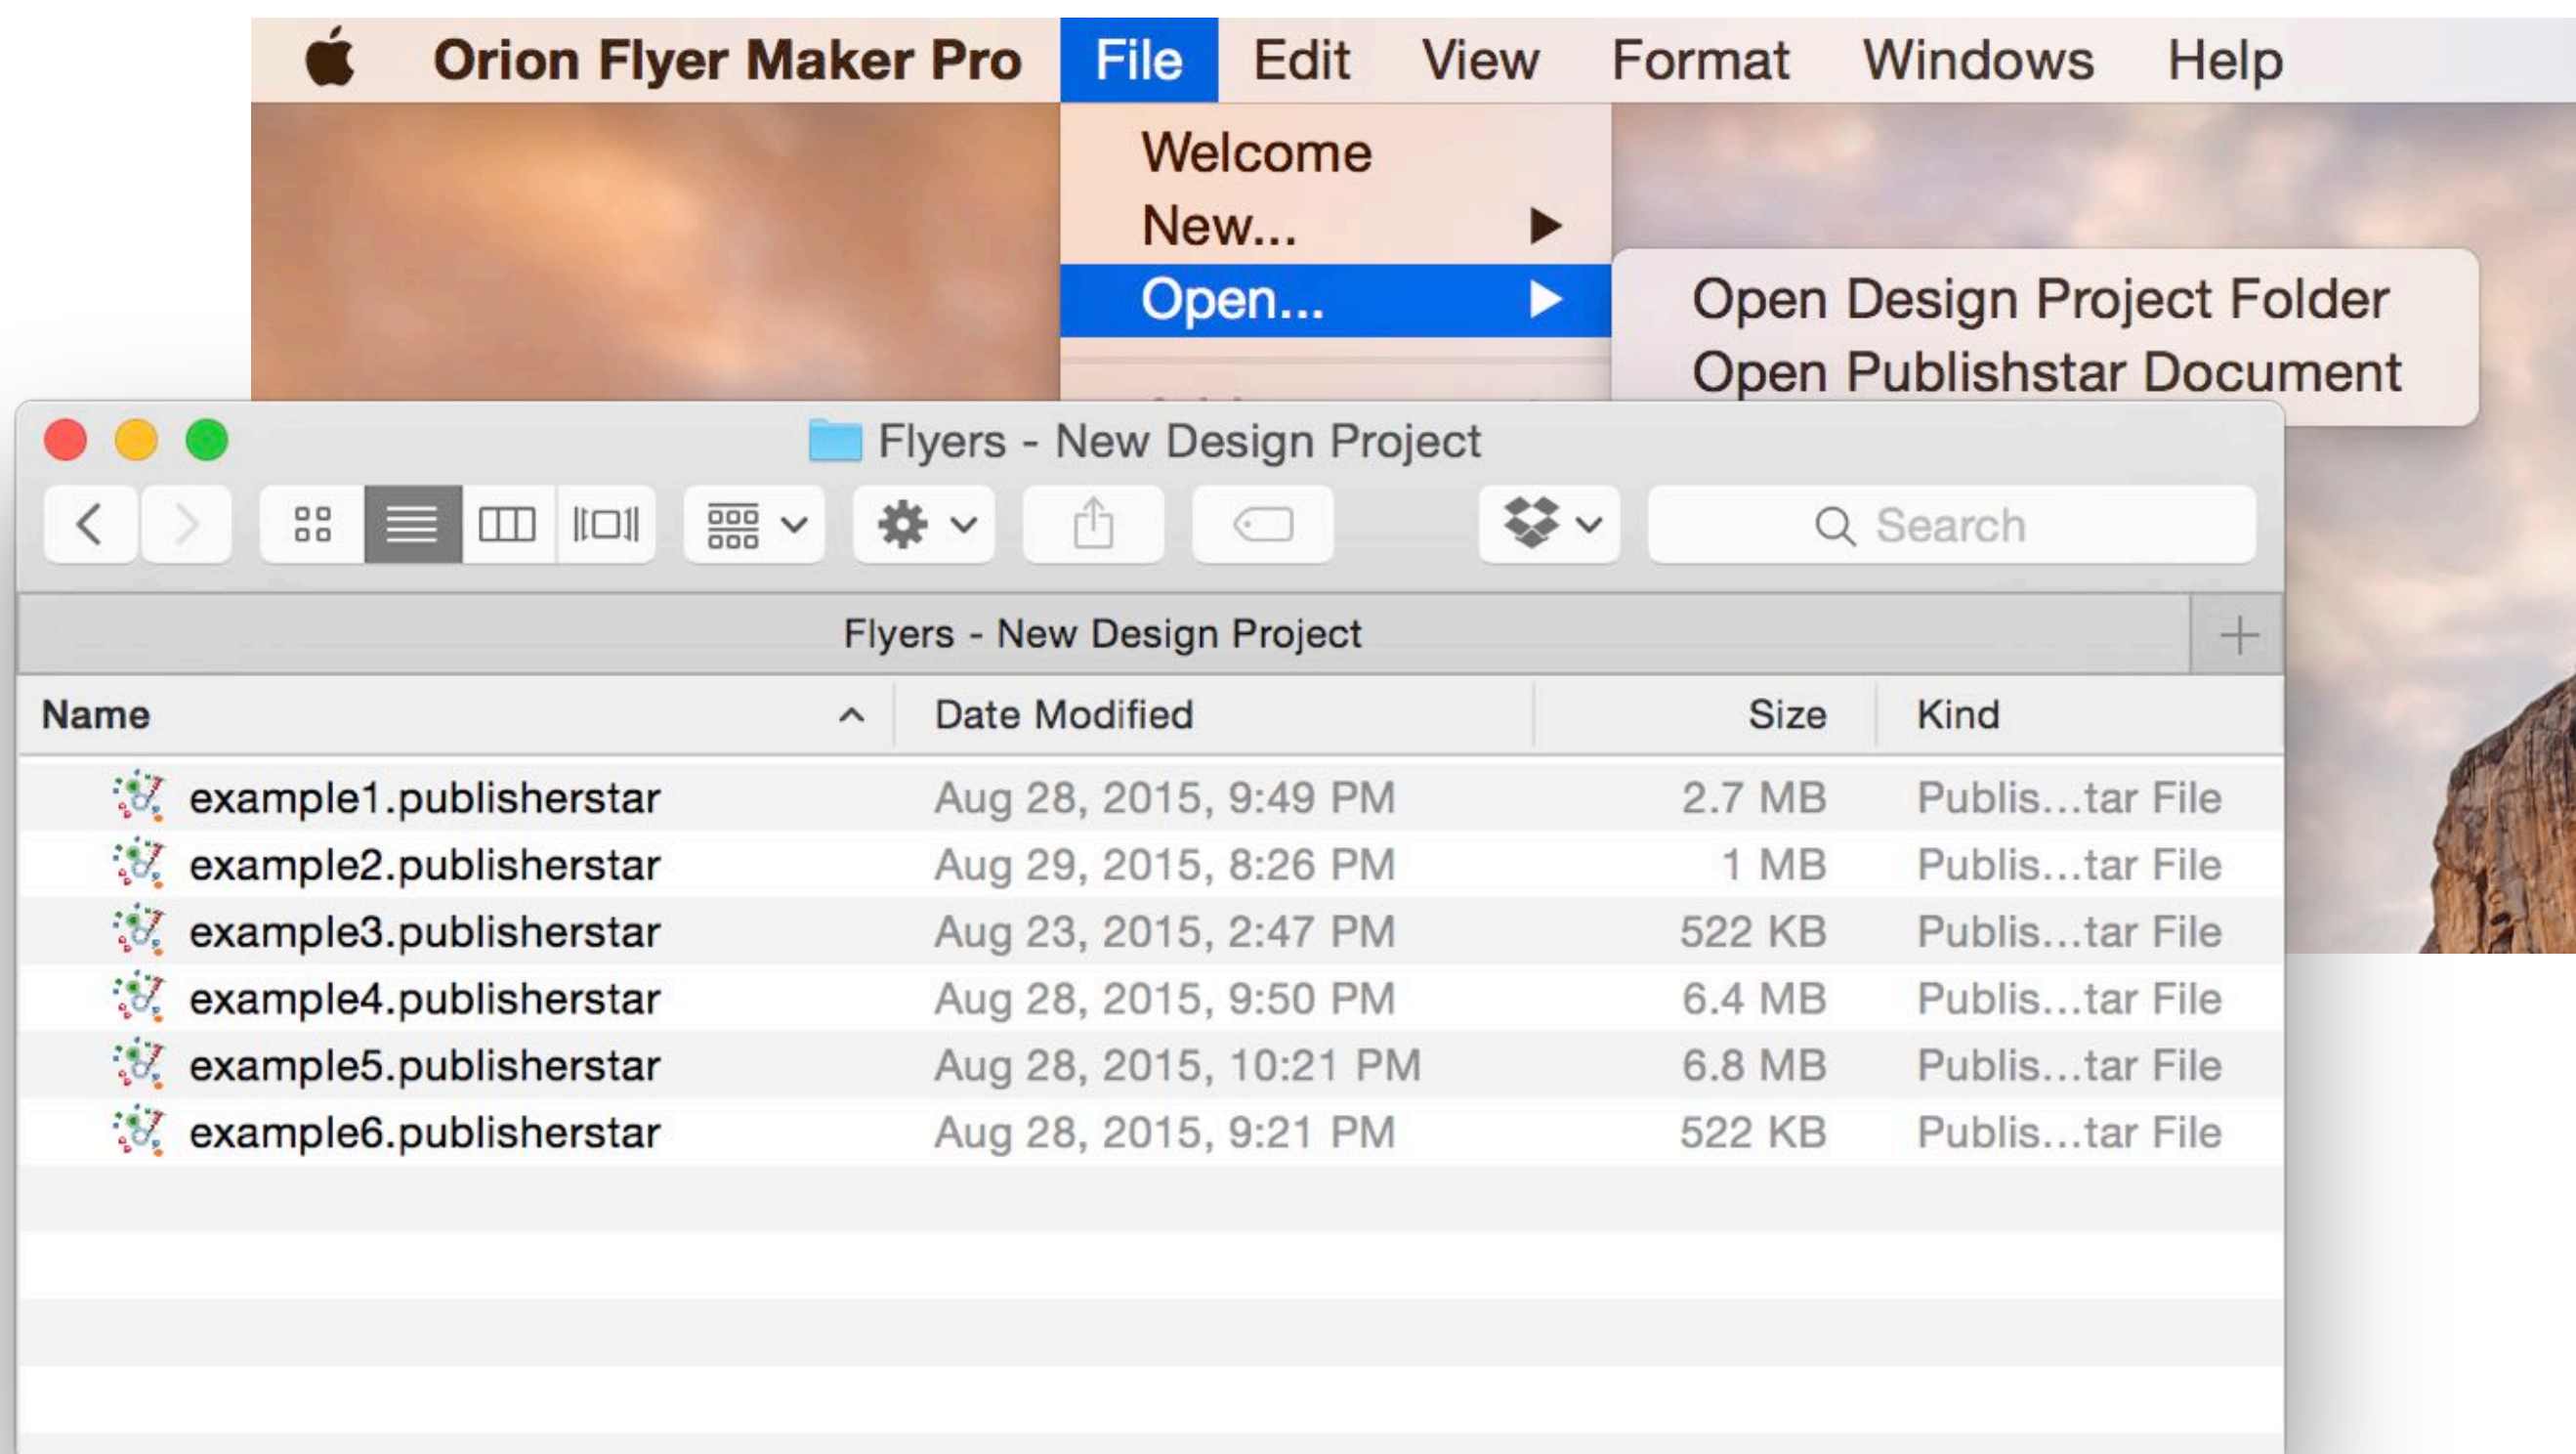 Orion Flyer Maker Pro File Edit View Format Windows Help
Welcome
New...
Open...
Open Design Project Folder
Open Publishstar Document
Flyers - New Design Project
Search
Flyers - New Design Project
Name Date Modified Size Kind
example1.publisherstar Aug 28, 2015, 9:49 PM 2.7 MB Publis...tar File
example2.publisherstar Aug 29, 2015, 8:26 PM 1 MB Publis...tar File
example3.publisherstar Aug 23, 2015, 2:47 PM 522 KB Publis...tar File
example4.publisherstar Aug 28, 2015, 9:50 PM 6.4 MB Publis...tar File
example5.publisherstar Aug 28, 2015, 10:21 PM 6.8 MB Publis...tar File
example6.publisherstar Aug 28, 2015, 9:21 PM 522 KB Publis...tar File